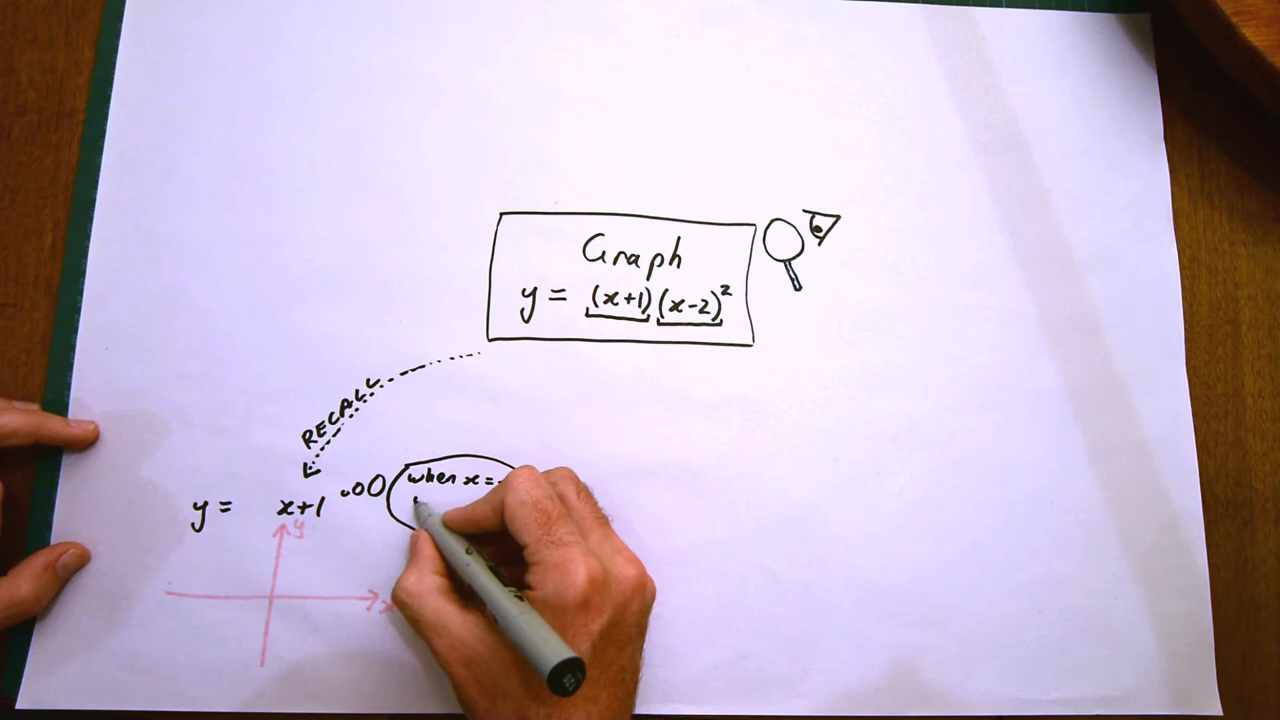 Graph
y = (x+1)(x-2)²
RECALL
y = x+1
when x =
y
x